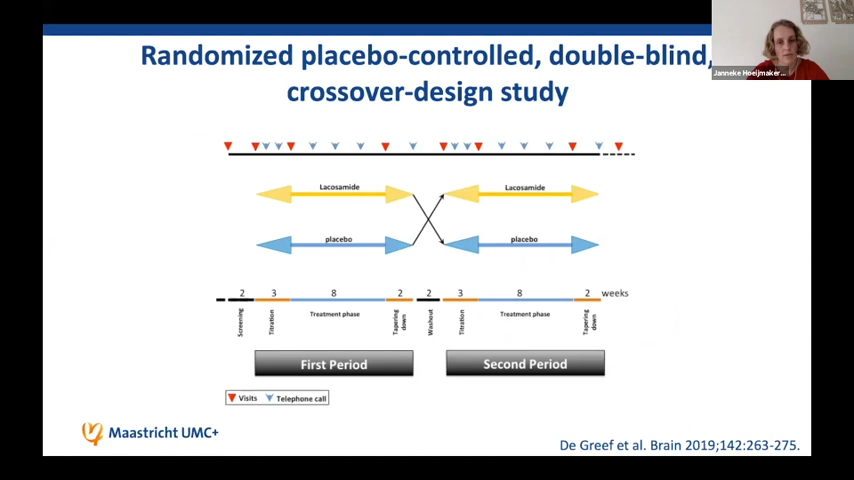 Randomized placebo-controlled, double-blind,
crossover-design study
Janneke Hoeijmaker...
Lacosamide
Lacosamide
placebo
placebo
2 3 8 2 2 3 8 2 weeks
Screening
Titration
Treatment phase
Tapering down
Washout
Titration
Treatment phase
Tapering down
First Period
Second Period
Visits
Telephone call
Maastricht UMC+
De Greef et al. Brain 2019;142:263-275.